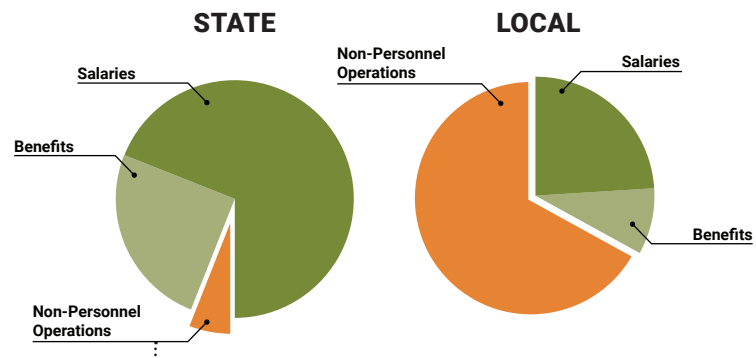 STATE
Salaries
Benefits
Non-Personnel
Operations
LOCAL
Non-Personnel
Operations
Salaries
Benefits